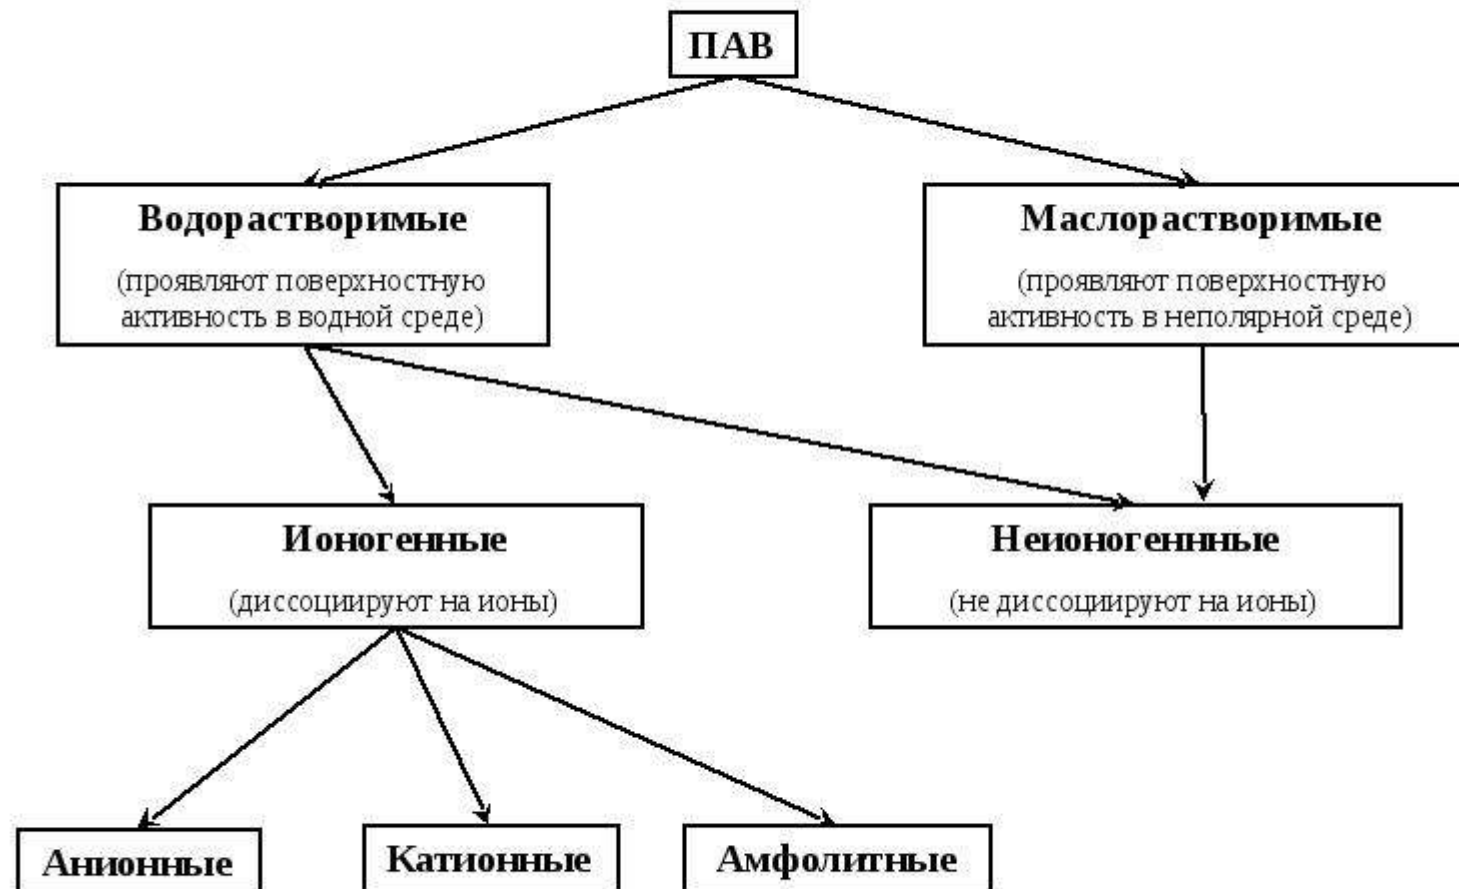 ПАВ
Водорастворимые
(проявляют поверхностную
активность в водной среде)
Маслорастворимые
(проявляют поверхностную
активность в неполярной среде)
Ионогенные
(диссоциируют на ионы)
Неионогеннные
(не диссоциируют на ионы)
Анионные
Катионные
Амфолитные